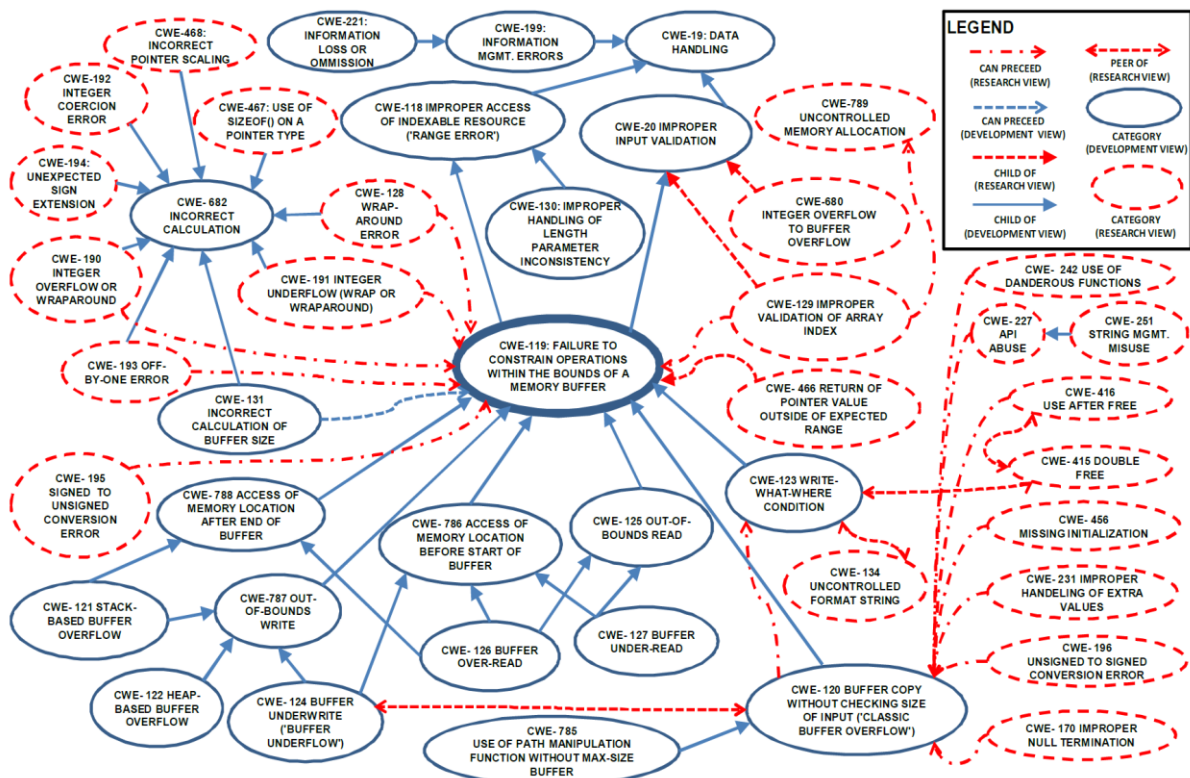 CWE-468:
INCORRECT
POINTER SCALING
CWE-221:
INFORMATION
LOSS OR
OMMISSION
CWE-199:
INFORMATION
MGMT. ERRORS
CWE-19: DATA
HANDLING
LEGEND
CAN PRECEED
(RESEARCH VIEW)
PEER OF
(RESEARCH VIEW)
CAN PRECEED
(DEVELOPMENT VIEW)
CATEGORY
(DEVELOPMENT VIEW)
CHILD OF
(RESEARCH VIEW)
CHILD OF
(DEVELOPMENT VIEW)
CATEGORY
(RESEARCH VIEW)
CWE-192
INTEGER
COERCION
ERROR
CWE-467: USE OF
SIZEOF() ON A
POINTER TYPE
CWE-118 IMPROPER ACCESS
OF INDEXABLE RESOURCE
('RANGE ERROR')
CWE-20 IMPROPER
INPUT VALIDATION
CWE-789
UNCONTROLLED
MEMORY ALLOCATION
CWE-194:
UNEXPECTED
SIGN
EXTENSION
CWE-682
INCORRECT
CALCULATION
CWE- 128
WRAP-
AROUND
ERROR
CWE-130: IMPROPER
HANDLING OF
LENGTH
PARAMETER
INCONSISTENCY
CWE-680
INTEGER OVERFLOW
TO BUFFER
OVERFLOW
CWE-190
INTEGER
OVERFLOW OR
WRAPAROUND
CWE- 191 INTEGER
UNDERFLOW (WRAP OR
WRAPAROUND)
CWE-129 IMPROPER
VALIDATION OF ARRAY
INDEX
CWE- 242 USE OF
DANDEROUS FUNCTIONS
CWE- 227
API
ABUSE
CWE- 251
STRING MGMT.
MISUSE
CWE-119: FAILURE TO
CONSTRAIN OPERATIONS
WITHIN THE BOUNDS OF A
MEMORY BUFFER
CWE- 193 OFF-
BY-ONE ERROR
CWE-131
INCORRECT
CALCULATION
OF BUFFER SIZE
CWE- 466 RETURN OF
POINTER VALUE
OUTSIDE OF EXPECTED
RANGE
CWE- 416
USE AFTER FREE
CWE- 415 DOUBLE
FREE
CWE- 195
SIGNED TO
UNSIGNED
CONVERSION
ERROR
CWE- 788 ACCESS OF
MEMORY LOCATION
AFTER END OF
BUFFER
CWE- 786 ACCESS OF
MEMORY LOCATION
BEFORE START OF
BUFFER
CWE- 125 OUT-OF-
BOUNDS READ
CWE-123 WRITE-
WHAT-WHERE
CONDITION
CWE- 456
MISSING INITIALIZATION
CWE- 134
UNCONTROLLED
FORMAT STRING
CWE- 231 IMPROPER
HANDELING OF EXTRA
VALUES
CWE- 121 STACK-
BASED BUFFER
OVERFLOW
CWE-787 OUT-
OF-BOUNDS
WRITE
CWE- 126 BUFFER
OVER-READ
CWE- 127 BUFFER
UNDER-READ
CWE- 196
UNSIGNED TO SIGNED
CONVERSION ERROR
CWE- 122 HEAP-
BASED BUFFER
OVERFLOW
CWE- 124 BUFFER
UNDERWRITE
('BUFFER
UNDERFLOW')
CWE-120 BUFFER COPY
WITHOUT CHECKING SIZE
OF INPUT ('CLASSIC
BUFFER OVERFLOW')
CWE- 785
USE OF PATH MANIPULATION
FUNCTION WITHOUT MAX-SIZE
BUFFER
CWE- 170 IMPROPER
NULL TERMINATION